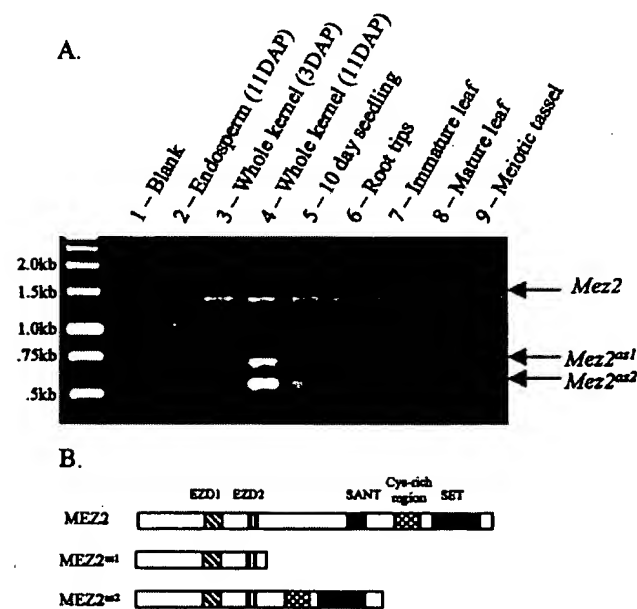 A.
1 – Blank
2 – Endosperm (11DAP)
3 – Whole kernel (3DAP)
4 – Whole kernel (11DAP)
5 – 10 day seedling
6 – Root tips
7 – Immature leaf
8 – Mature leaf
9 – Meiotic tassel
2.0kb
1.5kb
1.0kb
.75kb
.5kb
Mez2
Mez2as1
Mez2as2
B.
EZD1 EZD2 SANT Cys-rich region SET
MEZ2
MEZ2as1
MEZ2as2